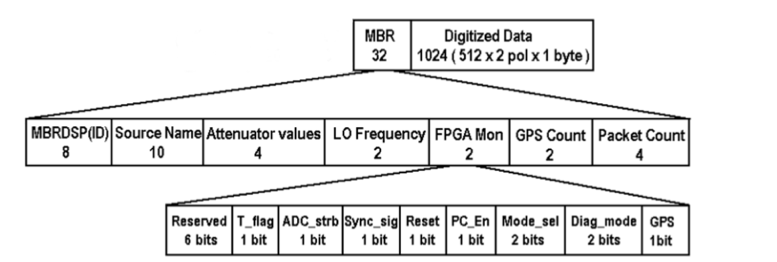 MBR Digitized Data
32 1024 ( 512 x 2 pol x 1 byte )
MBRDSP(ID) Source Name Attenuator values LO Frequency FPGA Mon GPS Count Packet Count
8 10 4 2 2 2 4
Reserved T_flag ADC_strb Sync_sig Reset PC_En Mode_sel Diag_mode GPS
6 bits 1 bit 1 bit 1 bit 1 bit 1 bit 2 bits 2 bits 1bit